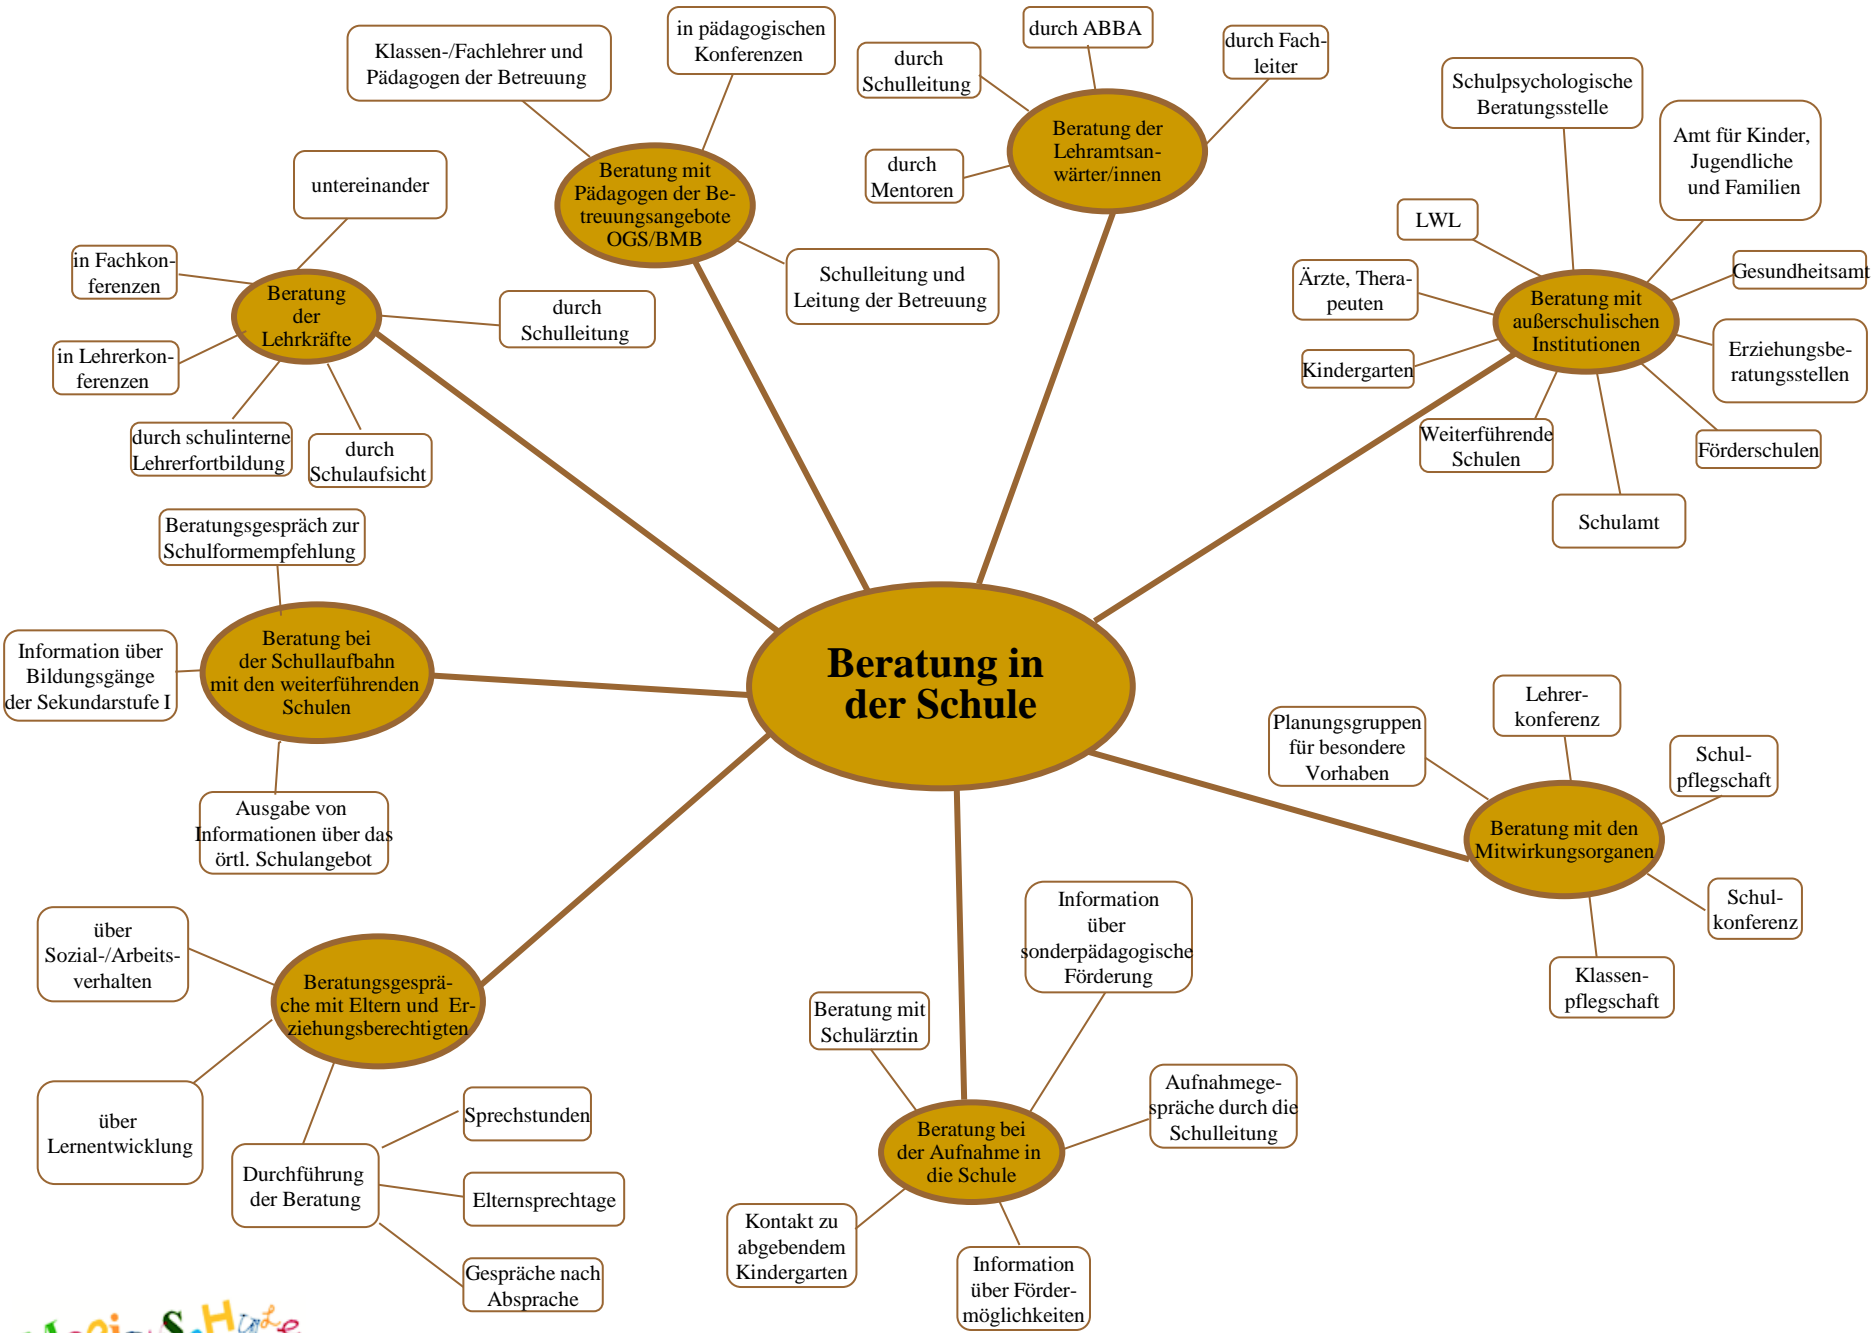 Beratung in
der Schule
Klassen-/Fachlehrer und
Pädagogen der Betreuung
in pädagogischen
Konferenzen
Beratung mit
Pädagogen der Be-
treuungsangebote
OGS/BMB
Schulleitung und
Leitung der Betreuung
durch
Schulleitung
durch ABBA
durch Fach-
leiter
durch
Mentoren
Beratung der
Lehramtsan-
wärter/innen
Schulpsychologische
Beratungsstelle
Amt für Kinder,
Jugendliche
und Familien
LWL
Ärzte, Thera-
peuten
Gesundheitsamt
Beratung mit
außerschulischen
Institutionen
Kindergarten
Erziehungsbe-
ratungsstellen
Weiterführende
Schulen
Förderschulen
Schulamt
untereinander
in Fachkon-
ferenzen
Beratung
der
Lehrkräfte
durch
Schulleitung
in Lehrerkon-
ferenzen
durch schulinterne
Lehrerfortbildung
durch
Schulaufsicht
Beratungsgespräch zur
Schulformempfehlung
Information über
Bildungsgänge
der Sekundarstufe I
Beratung bei
der Schullaufbahn
mit den weiterführenden
Schulen
Ausgabe von
Informationen über das
örtl. Schulangebot
Planungsgruppen
für besondere
Vorhaben
Lehrer-
konferenz
Schul-
pflegschaft
Beratung mit den
Mitwirkungsorganen
Schul-
konferenz
Klassen-
pflegschaft
über
Sozial-/Arbeits-
verhalten
Beratungsgesprä-
che mit Eltern und Er-
ziehungsberechtigten
über
Lernentwicklung
Durchführung
der Beratung
Sprechstunden
Elternsprechtage
Gespräche nach
Absprache
Information
über
sonderpädagogische
Förderung
Beratung mit
Schulärztin
Aufnahmege-
spräche durch die
Schulleitung
Beratung bei
der Aufnahme in
die Schule
Kontakt zu
abgebendem
Kindergarten
Information
über Förder-
möglichkeiten